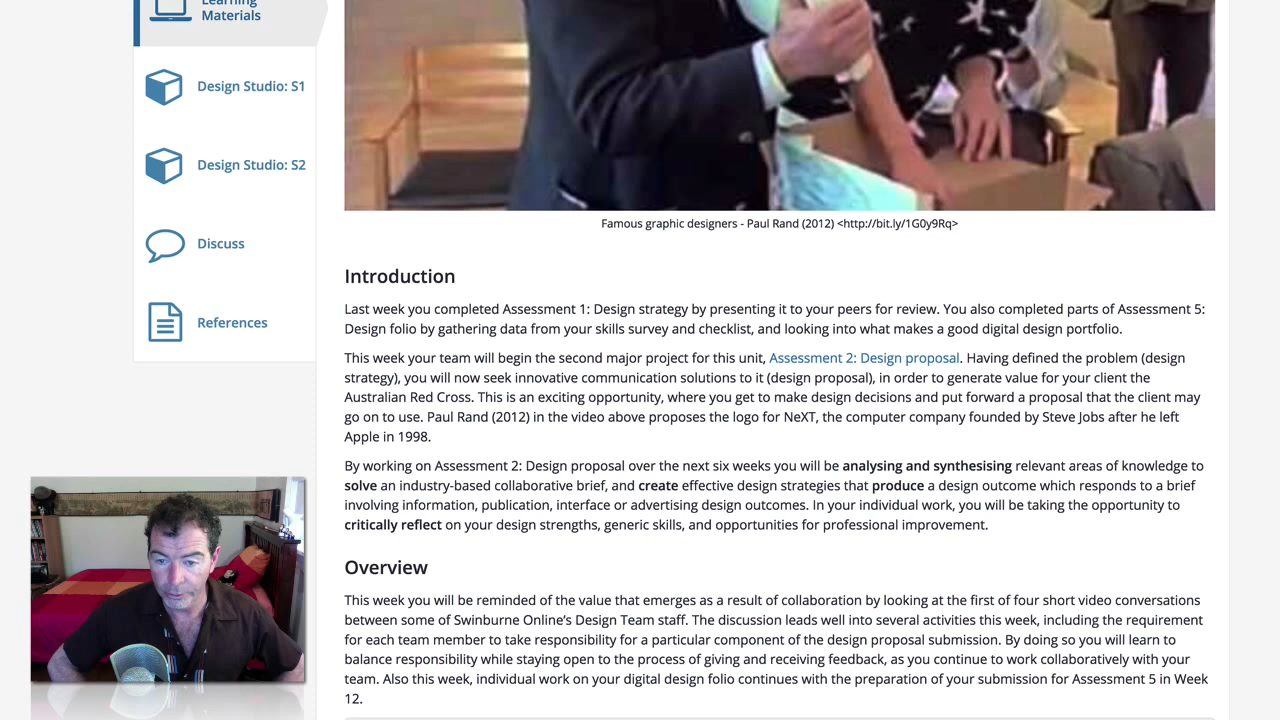 Learning
Materials
Design Studio: S1
Design Studio: S2
Discuss
References
Famous graphic designers - Paul Rand (2012) <http://bit.ly/1G0y9Rq>
Introduction
Last week you completed Assessment 1: Design strategy by presenting it to your peers for review. You also completed parts of Assessment 5:
Design folio by gathering data from your skills survey and checklist, and looking into what makes a good digital design portfolio.
This week your team will begin the second major project for this unit, Assessment 2: Design proposal. Having defined the problem (design
strategy), you will now seek innovative communication solutions to it (design proposal), in order to generate value for your client the
Australian Red Cross. This is an exciting opportunity, where you get to make design decisions and put forward a proposal that the client may
go on to use. Paul Rand (2012) in the video above proposes the logo for NeXT, the computer company founded by Steve Jobs after he left
Apple in 1998.
By working on Assessment 2: Design proposal over the next six weeks you will be analysing and synthesising relevant areas of knowledge to
solve an industry-based collaborative brief, and create effective design strategies that produce a design outcome which responds to a brief
involving information, publication, interface or advertising design outcomes. In your individual work, you will be taking the opportunity to
critically reflect on your design strengths, generic skills, and opportunities for professional improvement.
Overview
This week you will be reminded of the value that emerges as a result of collaboration by looking at the first of four short video conversations
between some of Swinburne Online’s Design Team staff. The discussion leads well into several activities this week, including the requirement
for each team member to take responsibility for a particular component of the design proposal submission. By doing so you will learn to
balance responsibility while staying open to the process of giving and receiving feedback, as you continue to work collaboratively with your
team. Also this week, individual work on your digital design folio continues with the preparation of your submission for Assessment 5 in Week
12.